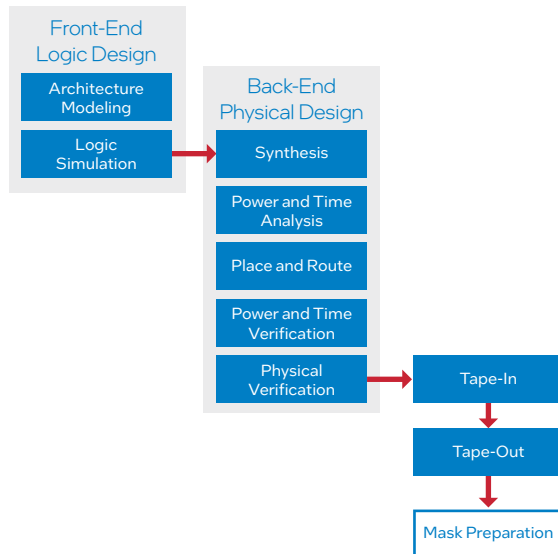 Front-End
Logic Design
Architecture
Modeling
Logic
Simulation
Back-End
Physical Design
Synthesis
Power and Time
Analysis
Place and Route
Power and Time
Verification
Physical
Verification
Tape-In
Tape-Out
Mask Preparation